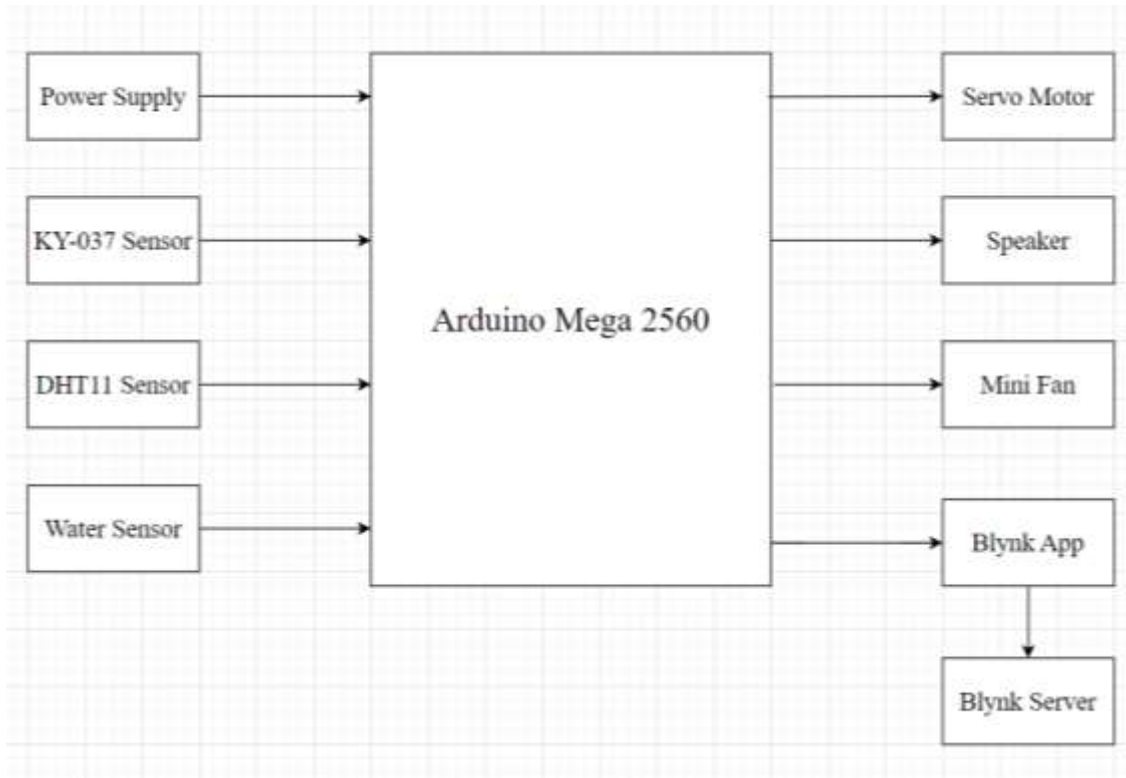 Power Supply
KY-037 Sensor
DHT11 Sensor
Water Sensor
Arduino Mega 2560
Servo Motor
Speaker
Mini Fan
Blynk App
Blynk Server